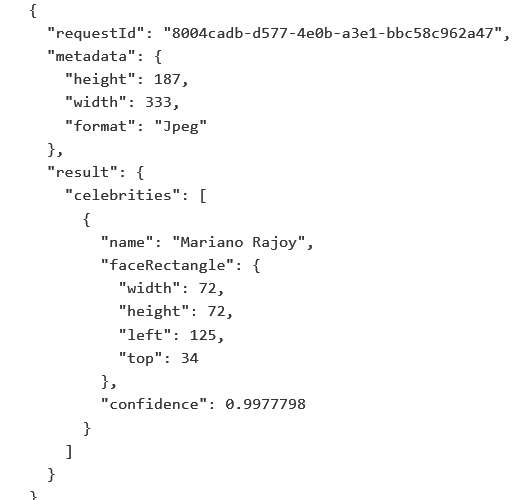 {
"requestId": "8004cadb-d577-4e0b-a3e1-bbc58c962a47",
"metadata": {
"height": 187,
"width": 333,
"format": "Jpeg"
},
"result": {
"celebrities": [
{
"name": "Mariano Rajoy",
"faceRectangle": {
"width": 72,
"height": 72,
"left": 125,
"top": 34
},
"confidence": 0.9977798
}
]
}
}